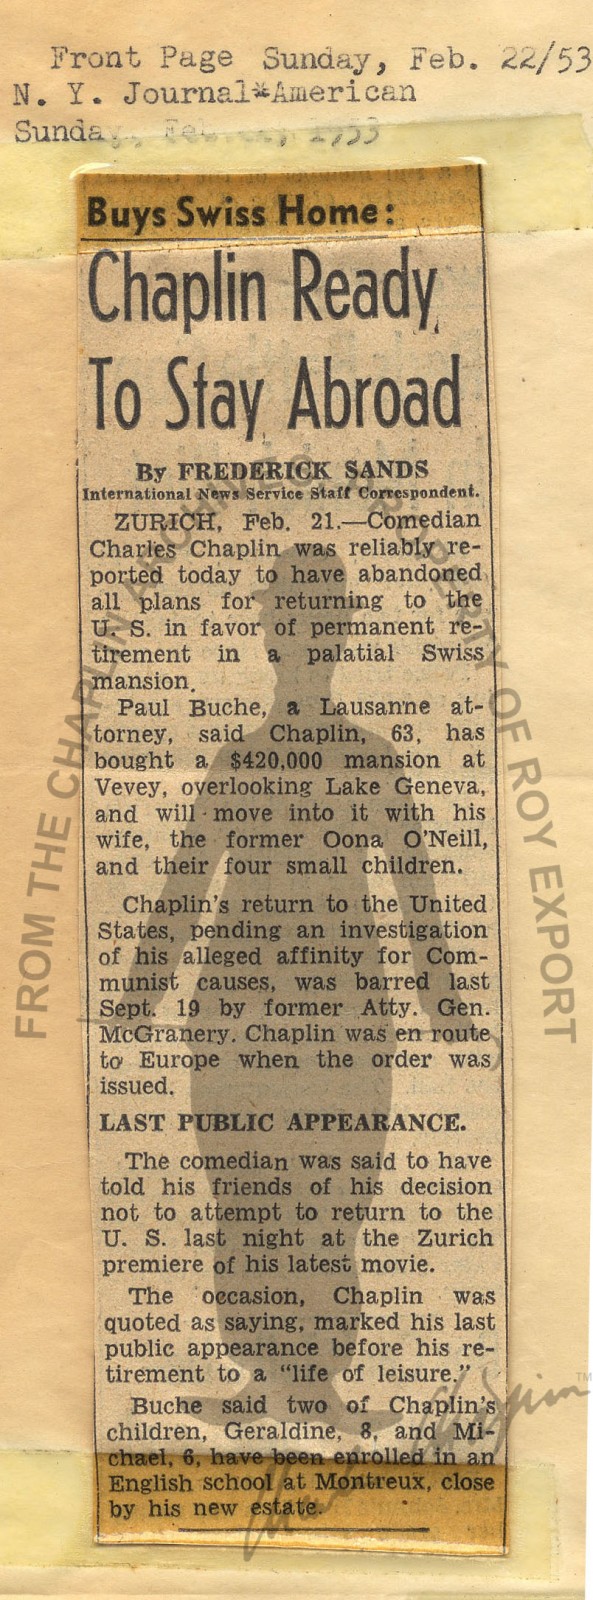 Front Page Sunday, Feb. 22/53
N. Y. Journal*American
Sunday, Feb. 1953
Buys Swiss Home:
Chaplin Ready
To Stay Abroad
By FREDERICK SANDS
International News Service Staff Correspondent.
ZURICH, Feb. 21.—Comedian
Charles Chaplin was reliably re-
ported today to have abandoned
all plans for returning to the
U. S. in favor of permanent re-
tirement in a palatial Swiss
mansion.
Paul Buche, a Lausanne at-
torney, said Chaplin, 63, has
bought a $420,000 mansion at
Vevey, overlooking Lake Geneva,
and will move into it with his
wife, the former Oona O'Neill,
and their four small children.
Chaplin's return to the United
States, pending an investigation
of his alleged affinity for Com-
munist causes, was barred last
Sept. 19 by former Atty. Gen.
McGranery. Chaplin was en route
to Europe when the order was
issued.
LAST PUBLIC APPEARANCE.
The comedian was said to have
told his friends of his decision
not to attempt to return to the
U. S. last night at the Zurich
premiere of his latest movie.
The occasion, Chaplin was
quoted as saying, marked his last
public appearance before his re-
tirement to a “life of leisure.”
Buche said two of Chaplin's
children, Geraldine, 8, and Mi-
chael, 6, have been enrolled in an
English school at Montreux, close
by his new estate.
FROM THE CHAPLIN ARCHIVES PROPERTY OF ROY EXPORT
Charles Chaplin TM